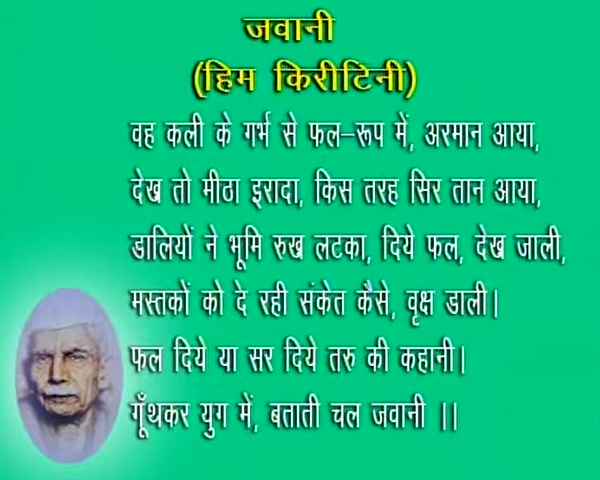 जवानी
(हिम किरीटिनी)
वह कली के गर्भ से फल-रूप में, अरमान आया,
देख तो मीठा इरादा, किस तरह सिर तान आया,
डालियों ने भूमि रुख लटका, दिये फल, देख जाली,
मस्तकों को दे रही संकेत कैसे, वृक्ष डाली।
फल दिये या सर दिये तरु की कहानी।
गूँथकर युग में, बताती चल जवानी ।।